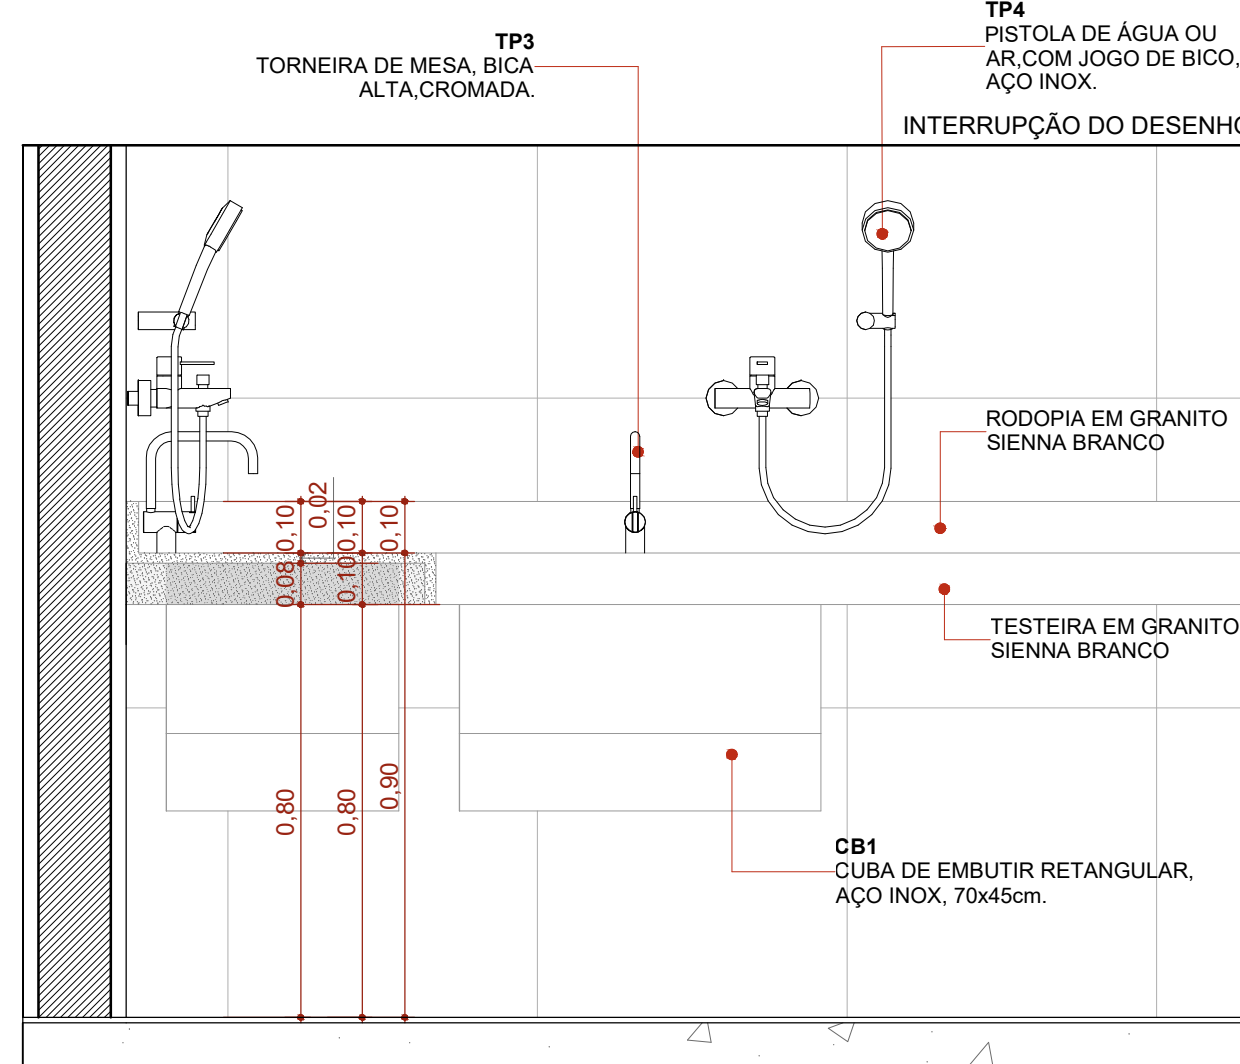 TP3
TORNEIRA DE MESA, BICA
ALTA,CROMADA.
TP4
PISTOLA DE ÁGUA OU
AR,COM JOGO DE BICO,
AÇO INOX.
INTERRUPÇÃO DO DESENHO
RODOPIA EM GRANITO
SIENNA BRANCO
0,10
0,02
0,10
0,10
0,08
0,10
TESTEIRA EM GRANITO
SIENNA BRANCO
0,80
0,80
0,90
CB1
CUBA DE EMBUTIR RETANGULAR,
AÇO INOX, 70x45cm.